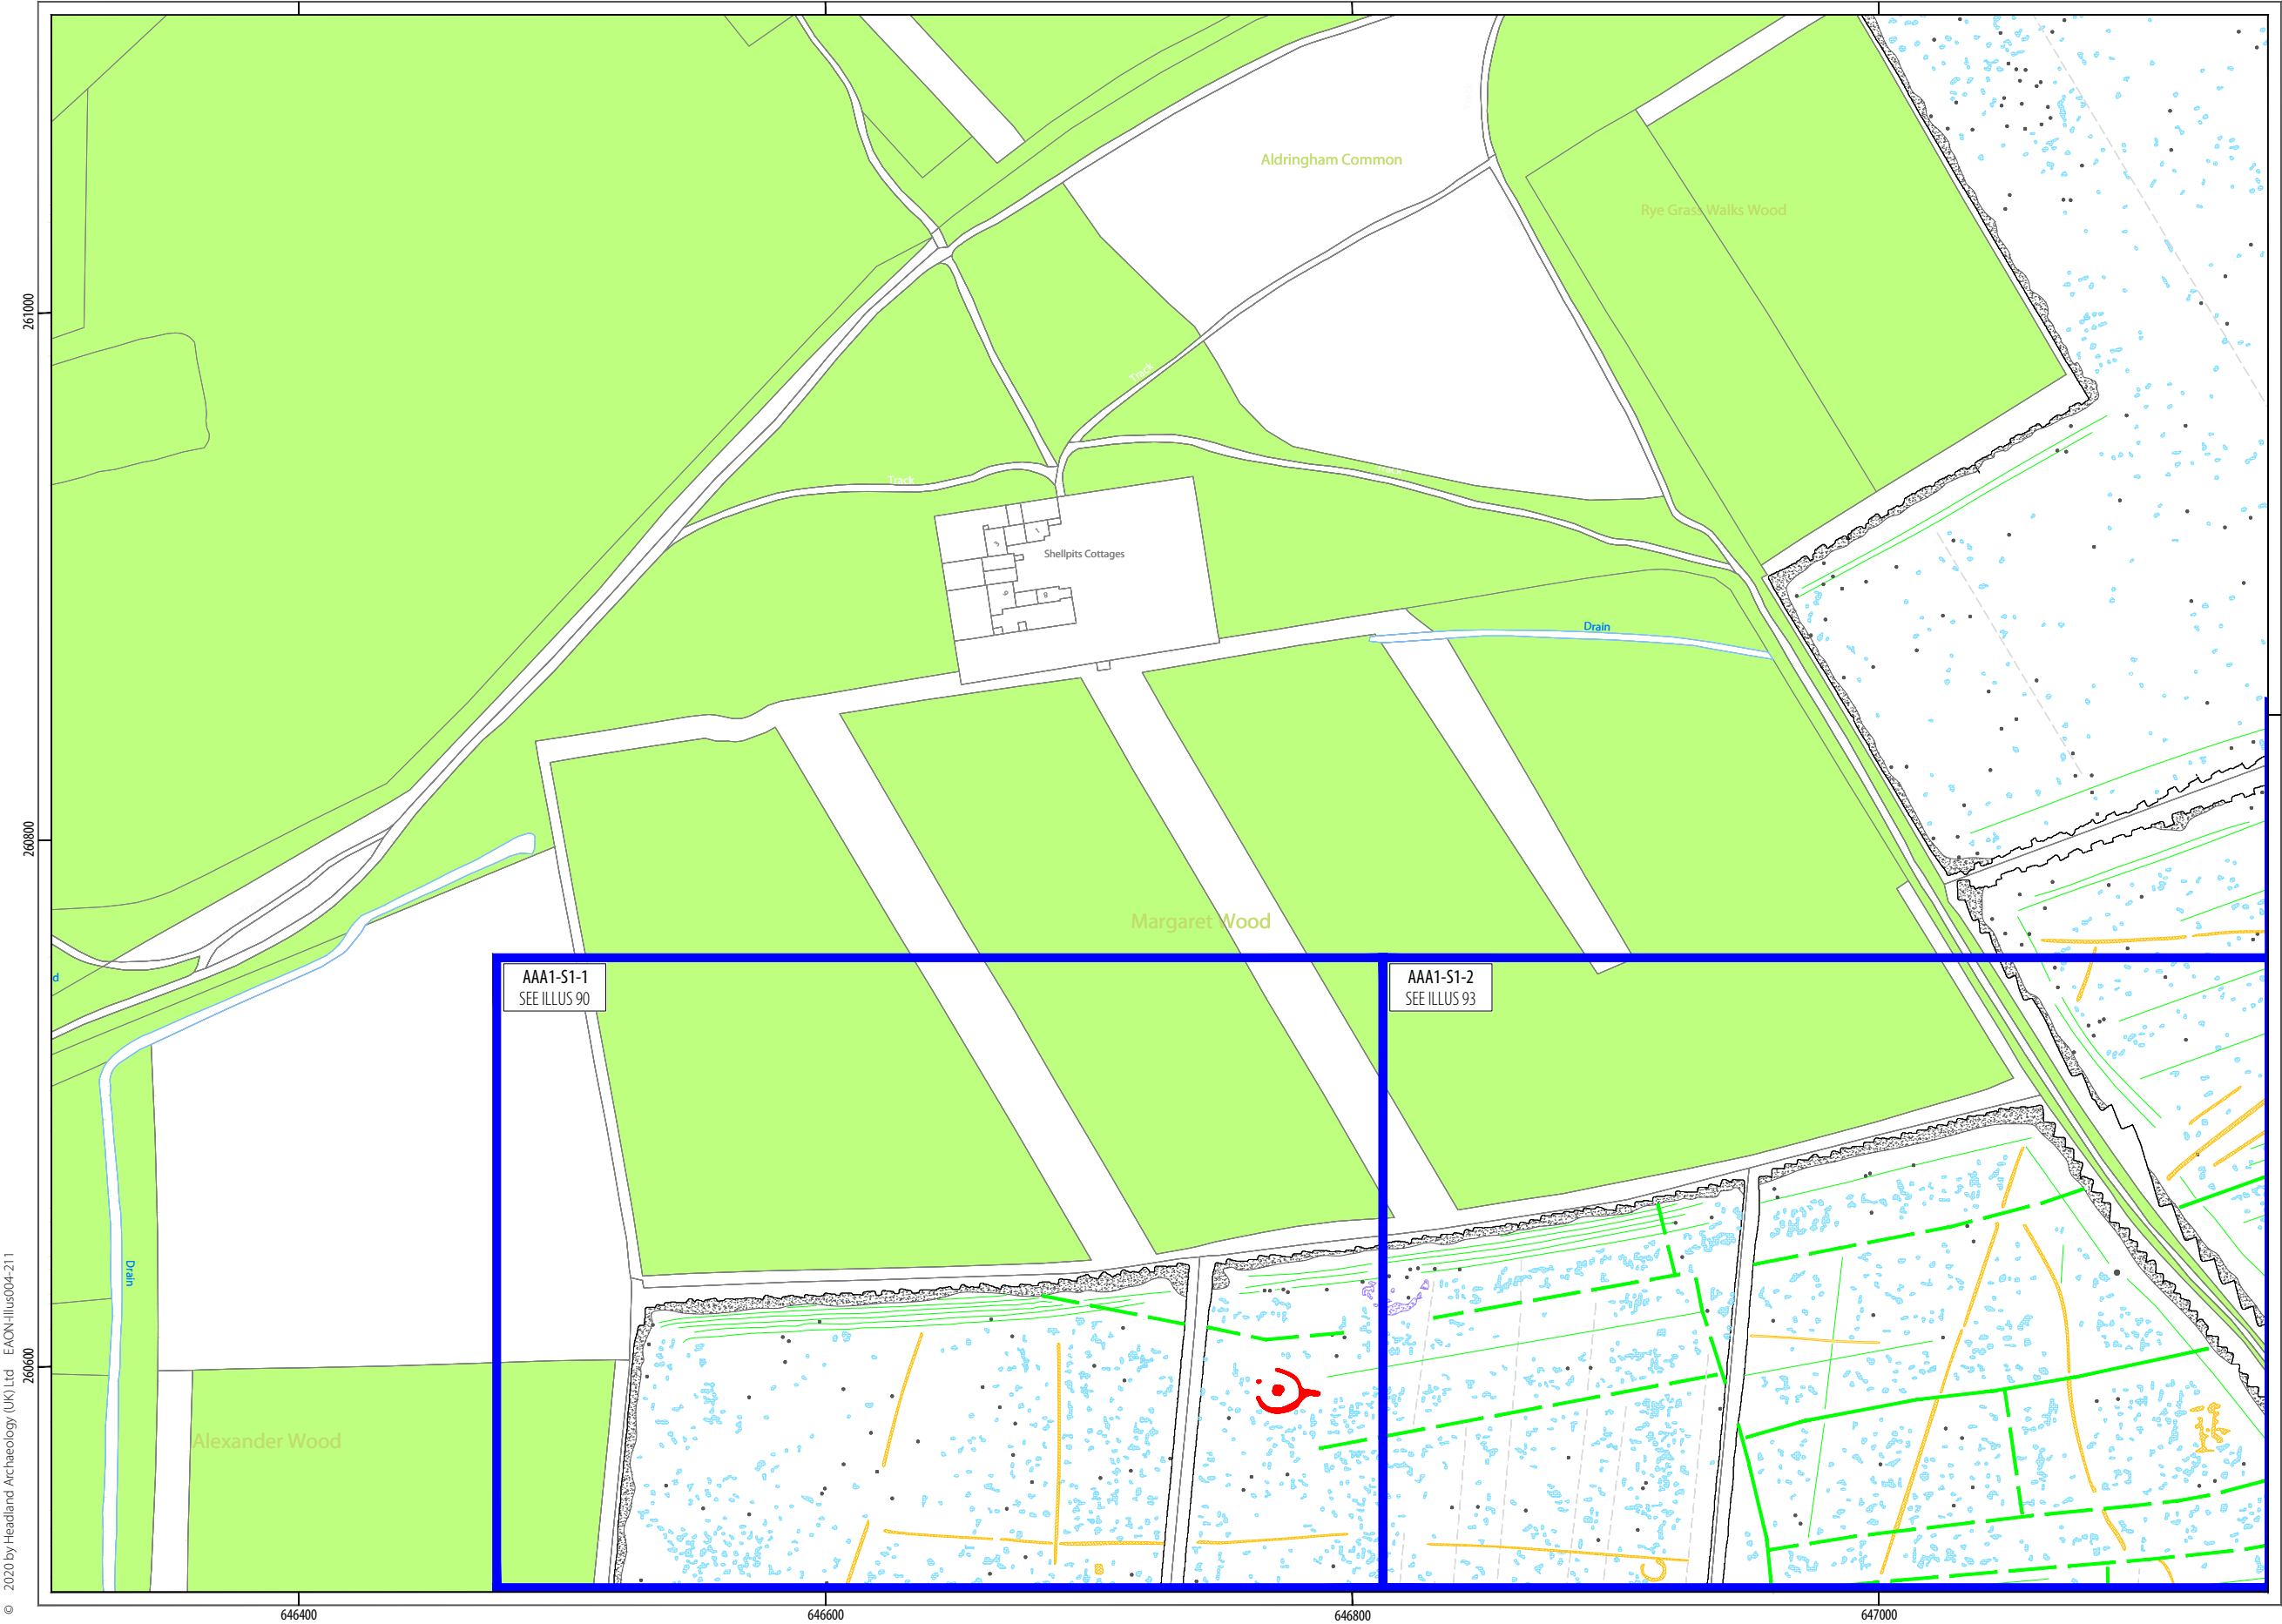 Aldringham Common
Rye Grass Walks Wood
261000
Track
Track
Track
Shellpits Cottages
Drain
260800
Margaret Wood
d
AAA1-S1-1
SEE ILLUS 90
AAA1-S1-2
SEE ILLUS 93
Drain
260600
Alexander Wood
© 2020 by Headland Archaeology (UK) Ltd EAON-Illus004-211
646400
646600
646800
647000